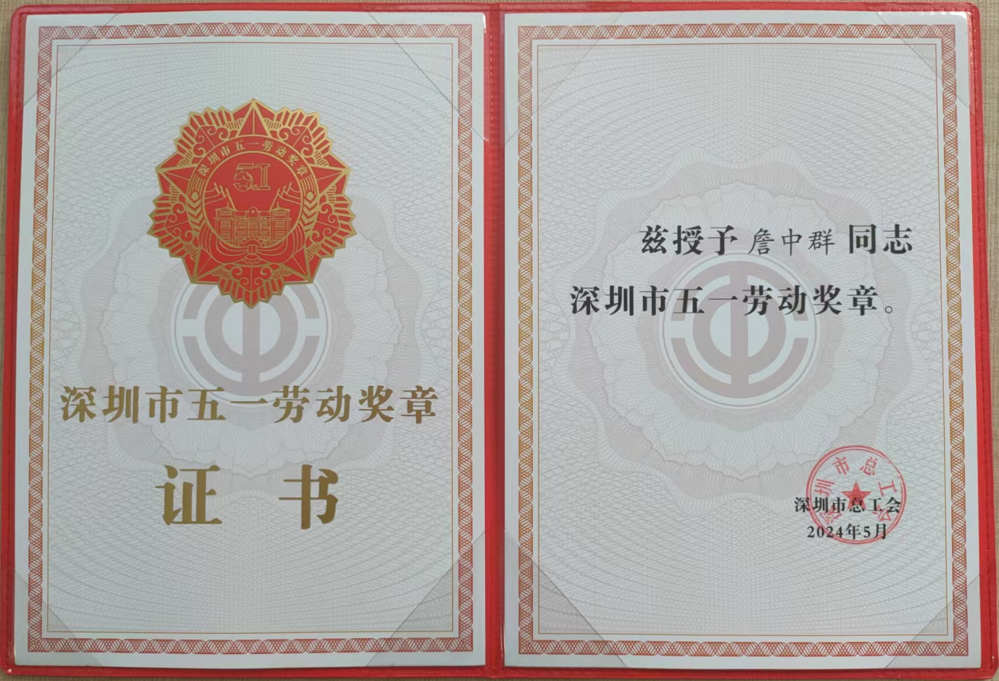 深圳市五一劳动奖章
5.1
深圳市五一劳动奖章
证书
兹授予 詹中群 同志
深圳市五一劳动奖章。
深圳市总工会
深圳市总工会
2024年5月